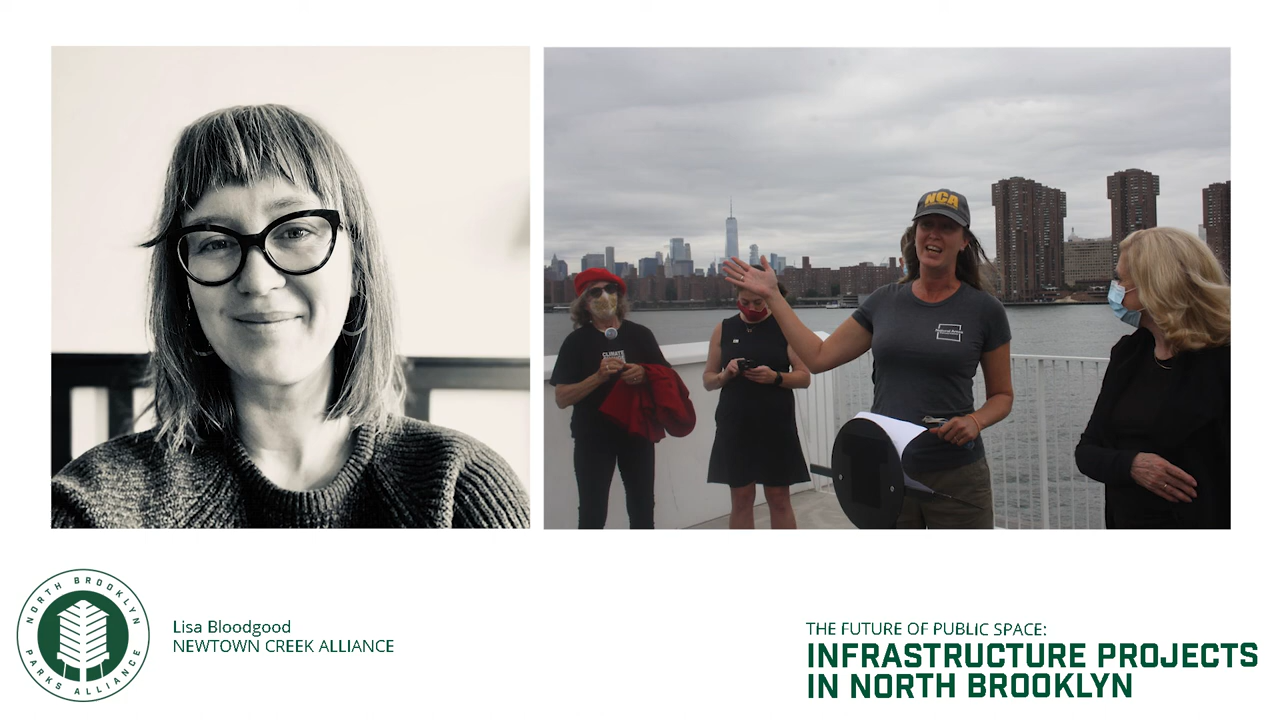 NCA
CLIMATE
NORTH BROOKLYN
PARKS ALLIANCE
Lisa Bloodgood
NEWTOWN CREEK ALLIANCE
THE FUTURE OF PUBLIC SPACE:
INFRASTRUCTURE PROJECTS
IN NORTH BROOKLYN